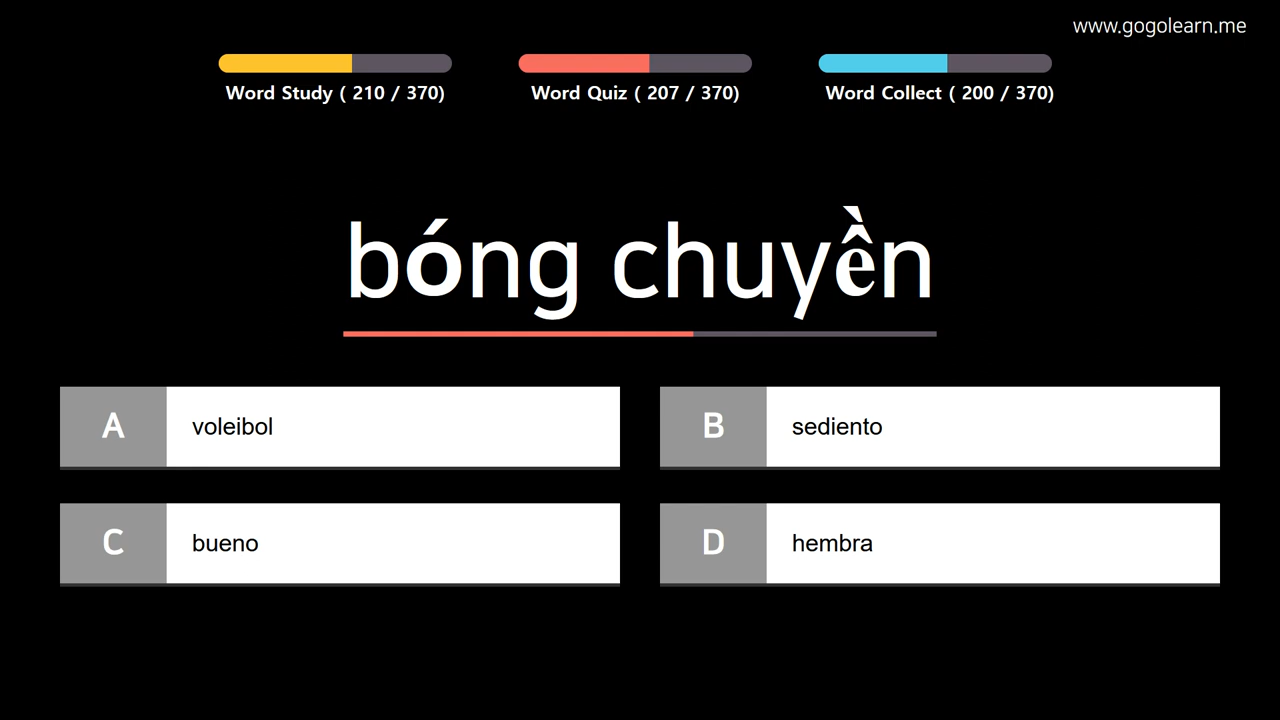 www.gogolearn.me
Word Study ( 210 / 370)
Word Quiz ( 207 / 370)
Word Collect ( 200 / 370)
bóng chuyền
A voleibol
B sediento
C bueno
D hembra